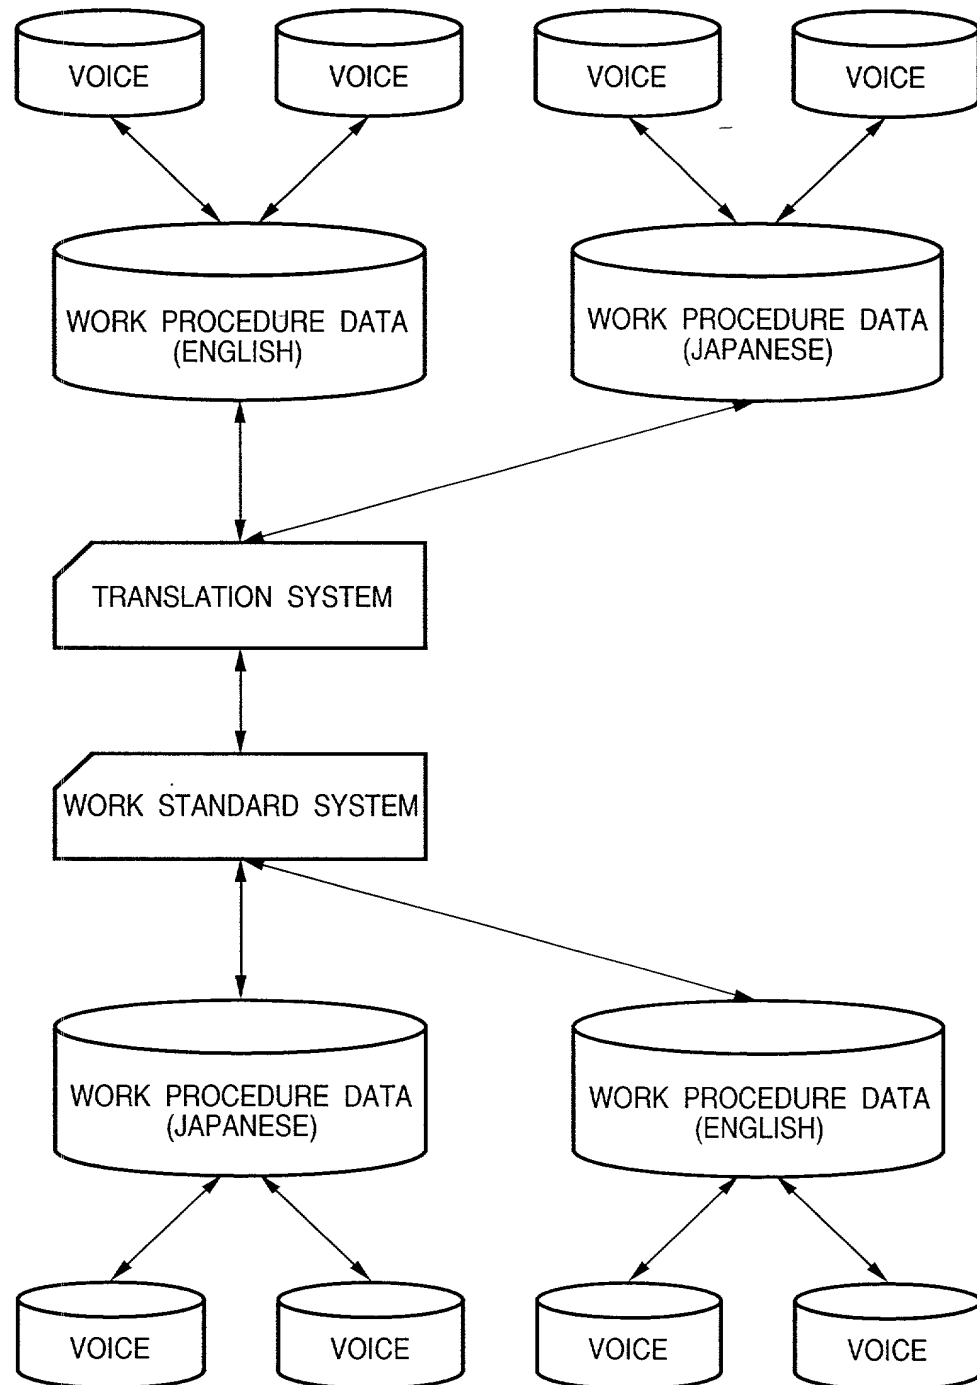 VOICE
VOICE
VOICE
VOICE
WORK PROCEDURE DATA
(ENGLISH)
WORK PROCEDURE DATA
(JAPANESE)
TRANSLATION SYSTEM
WORK STANDARD SYSTEM
WORK PROCEDURE DATA
(JAPANESE)
WORK PROCEDURE DATA
(ENGLISH)
VOICE
VOICE
VOICE
VOICE